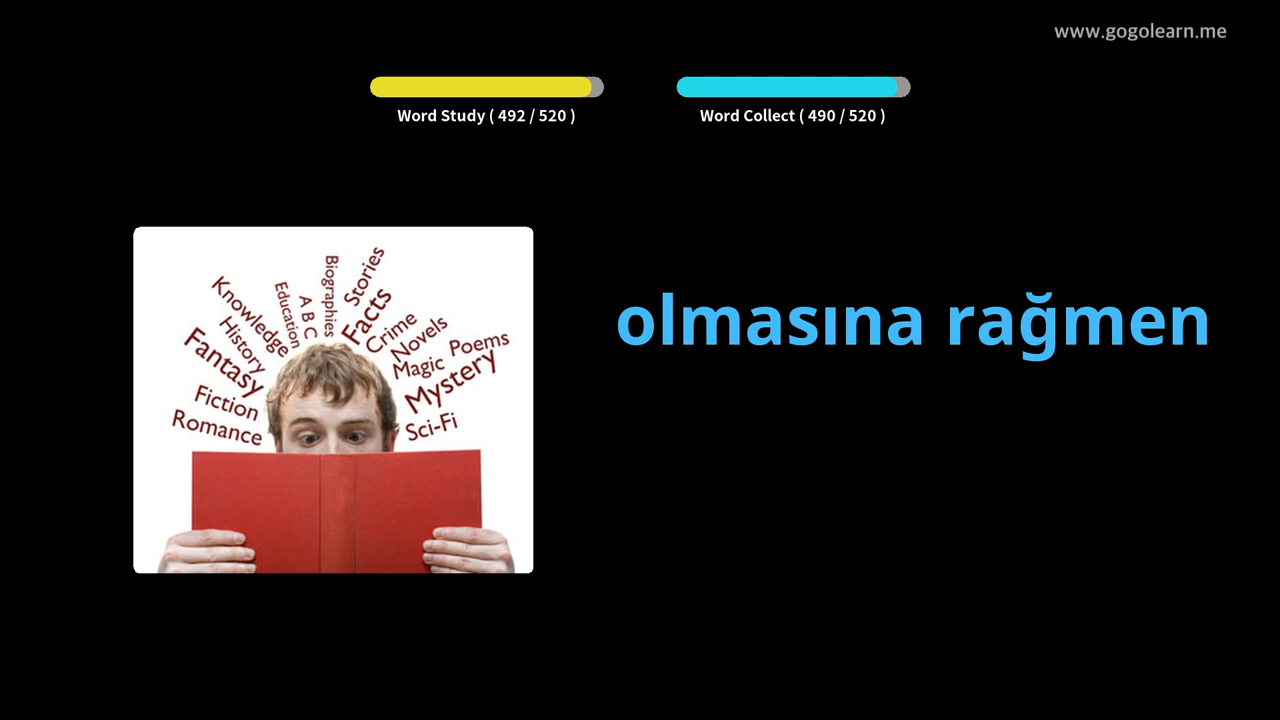 www.gogolearn.me
Word Study ( 492 / 520 )
Word Collect ( 490 / 520 )
olmasına rağmen
Knowledge
History
Fantasy
Fiction
Romance
Education
A B C
Biographies
Stories
Facts
Crime
Novels
Magic
Poems
Mystery
Sci-Fi